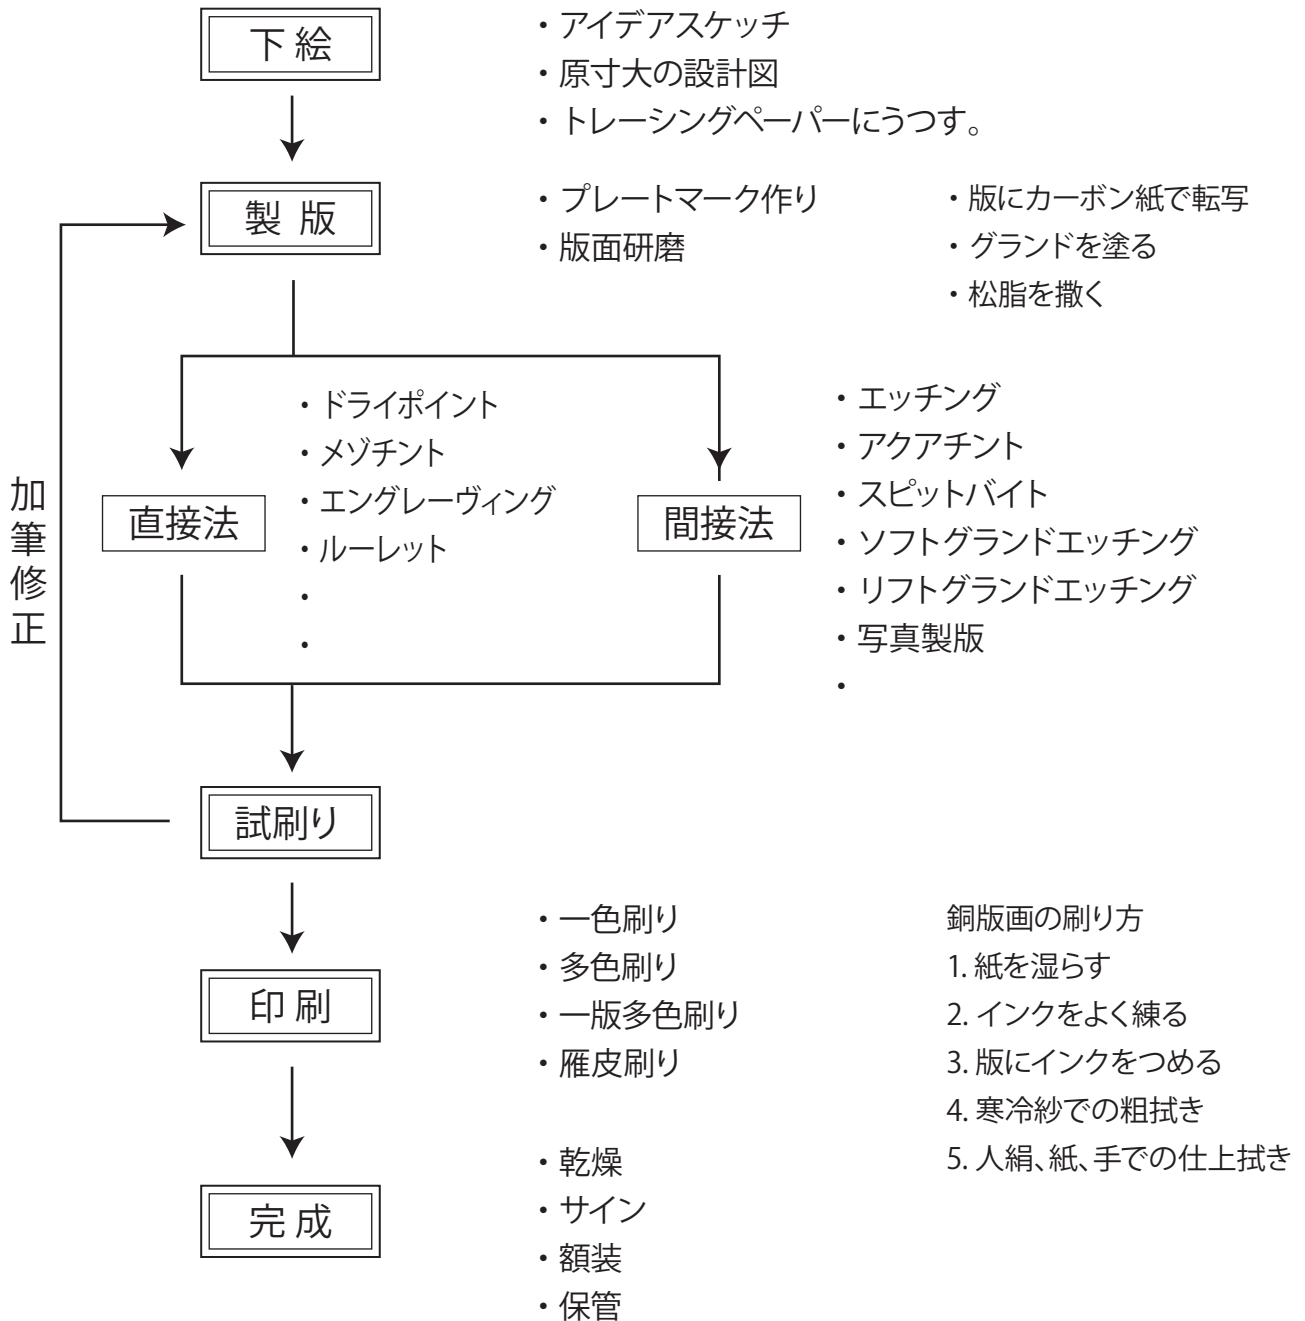 下絵
・アイデアスケッチ
・原寸大の設計図
・トレーシングペーパーにうつす。
製版
・プレートマーク作り
・版面研磨
・版にカーボン紙で転写
・グランドを塗る
・松脂を撒く
加筆修正
直接法
・ドライポイント
・メゾチント
・エングレーヴィング
・ルーレット
・
・
間接法
・エッチング
・アクアチント
・スピットバイト
・ソフトグランドエッチング
・リフトグランドエッチング
・写真製版
・
試刷り
印刷
・一色刷り
・多色刷り
・一版多色刷り
・雁皮刷り
銅版画の刷り方
1. 紙を湿らす
2. インクをよく練る
3. 版にインクをつめる
4. 寒冷紗での粗拭き
5. 人絹、紙、手での仕上拭き
完成
・乾燥
・サイン
・額装
・保管